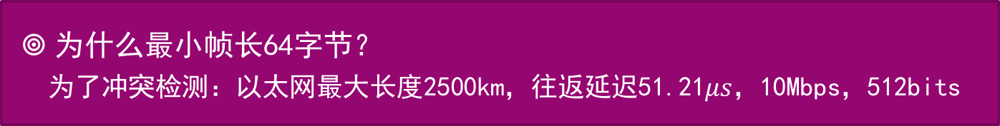 ◎ 为什么最小帧长64字节？
为了冲突检测：以太网最大长度2500km，往返延迟51.21μs，10Mbps，512bits